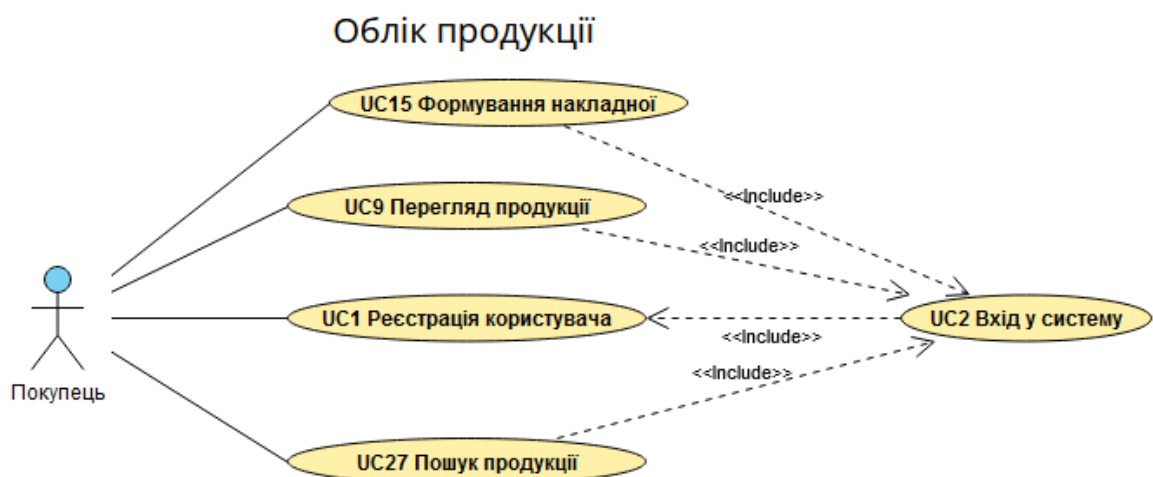 Облік продукції
UC15 Формування накладної
<<Include>>
UC9 Перегляд продукції
<<Include>>
UC1 Реєстрація користувача
UC2 Вхід у систему
<<Include>>
<<Include>>
Покупець
UC27 Пошук продукції